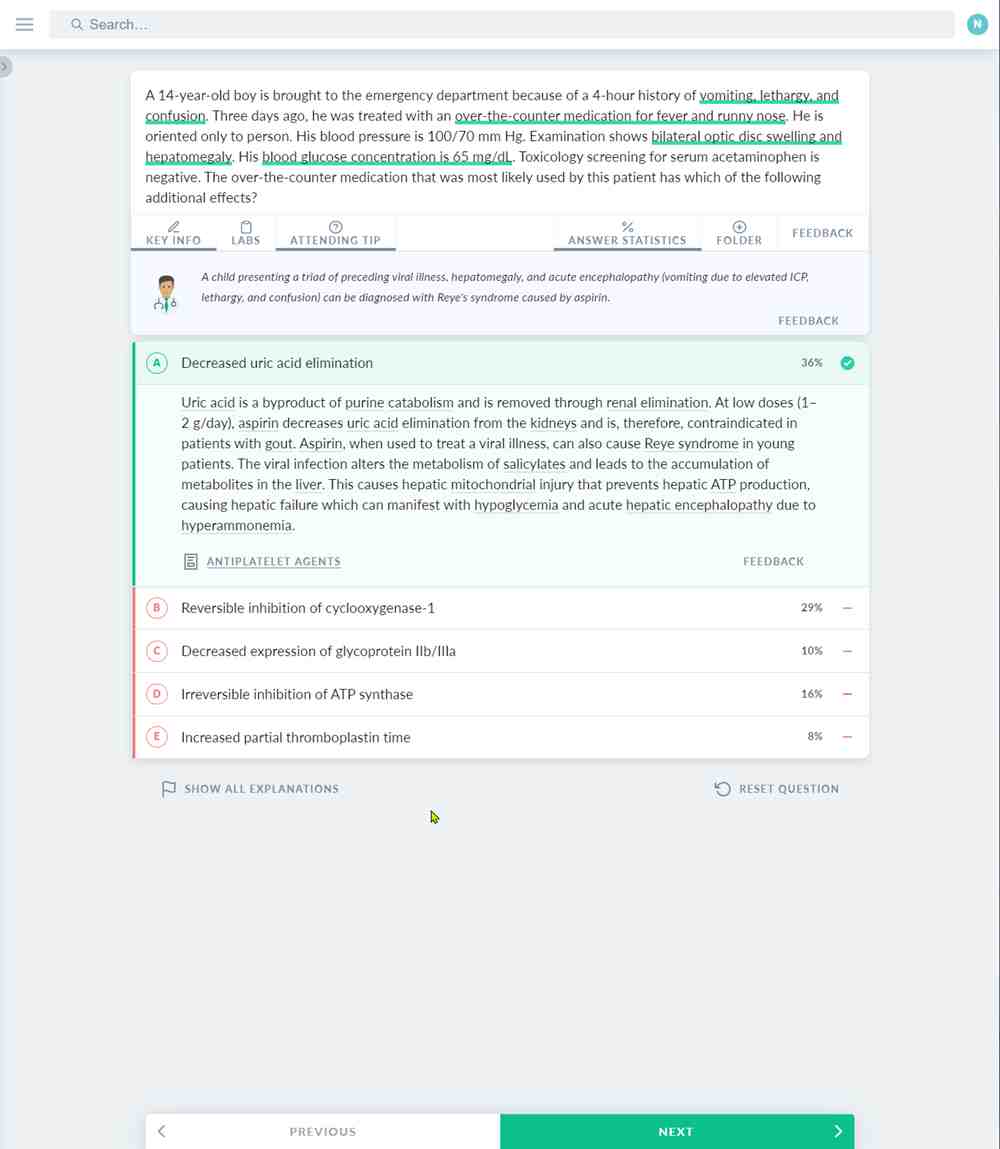 Search…
N
A 14-year-old boy is brought to the emergency department because of a 4-hour history of vomiting, lethargy, and
confusion. Three days ago, he was treated with an over-the-counter medication for fever and runny nose. He is
oriented only to person. His blood pressure is 100/70 mm Hg. Examination shows bilateral optic disc swelling and
hepatomegaly. His blood glucose concentration is 65 mg/dL. Toxicology screening for serum acetaminophen is
negative. The over-the-counter medication that was most likely used by this patient has which of the following
additional effects?
KEY INFO LABS ATTENDING TIP ANSWER STATISTICS FOLDER FEEDBACK
A child presenting a triad of preceding viral illness, hepatomegaly, and acute encephalopathy (vomiting due to elevated ICP,
lethargy, and confusion) can be diagnosed with Reye's syndrome caused by aspirin.
FEEDBACK
A Decreased uric acid elimination 36%
Uric acid is a byproduct of purine catabolism and is removed through renal elimination. At low doses (1–
2 g/day), aspirin decreases uric acid elimination from the kidneys and is, therefore, contraindicated in
patients with gout. Aspirin, when used to treat a viral illness, can also cause Reye syndrome in young
patients. The viral infection alters the metabolism of salicylates and leads to the accumulation of
metabolites in the liver. This causes hepatic mitochondrial injury that prevents hepatic ATP production,
causing hepatic failure which can manifest with hypoglycemia and acute hepatic encephalopathy due to
hyperammonemia.
ANTIPLATELET AGENTS FEEDBACK
B Reversible inhibition of cyclooxygenase-1 29%
C Decreased expression of glycoprotein IIb/IIIa 10%
D Irreversible inhibition of ATP synthase 16%
E Increased partial thromboplastin time 8%
SHOW ALL EXPLANATIONS RESET QUESTION
PREVIOUS NEXT